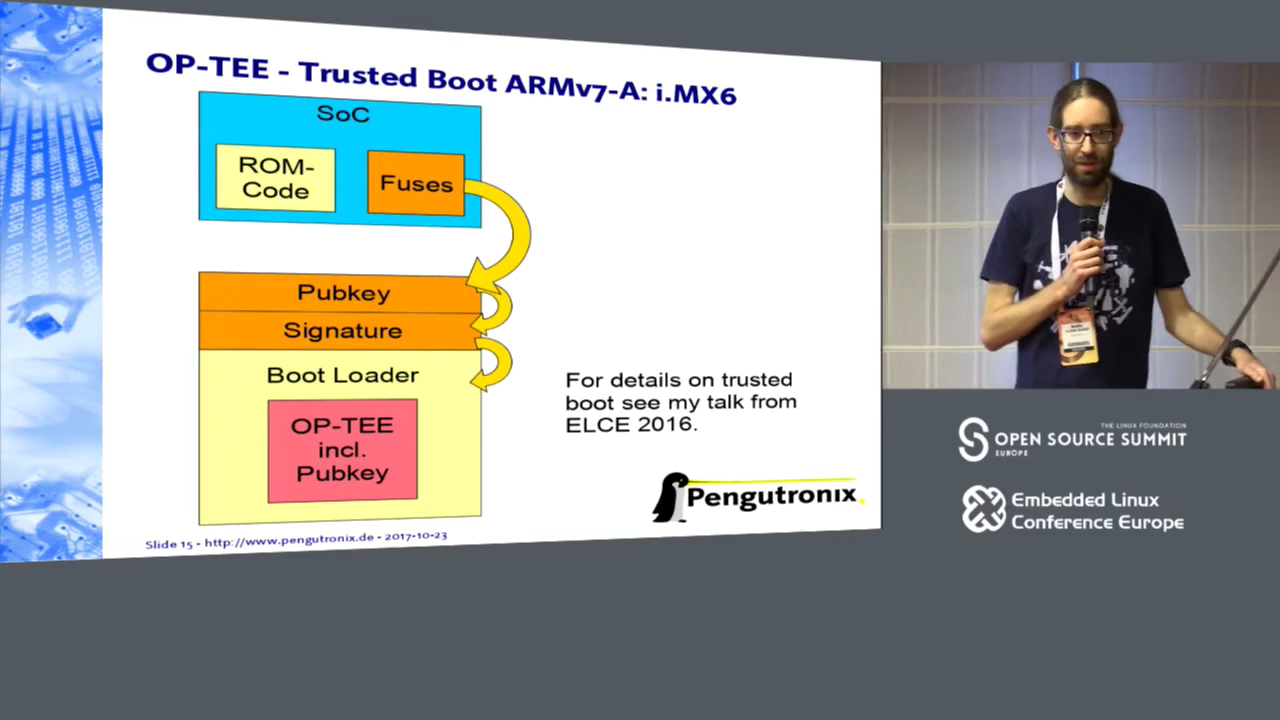 OP-TEE - Trusted Boot ARMv7-A: i.MX6
SoC
ROM-
Code
Fuses
Pubkey
Signature
Boot Loader
OP-TEE
incl.
Pubkey
For details on trusted
boot see my talk from
ELCE 2016.
Pengutronix
Slide 15 - http://www.pengutronix.de - 2017-10-23
THE LINUX FOUNDATION
OPEN SOURCE SUMMIT
EUROPE
Embedded Linux
Conference Europe